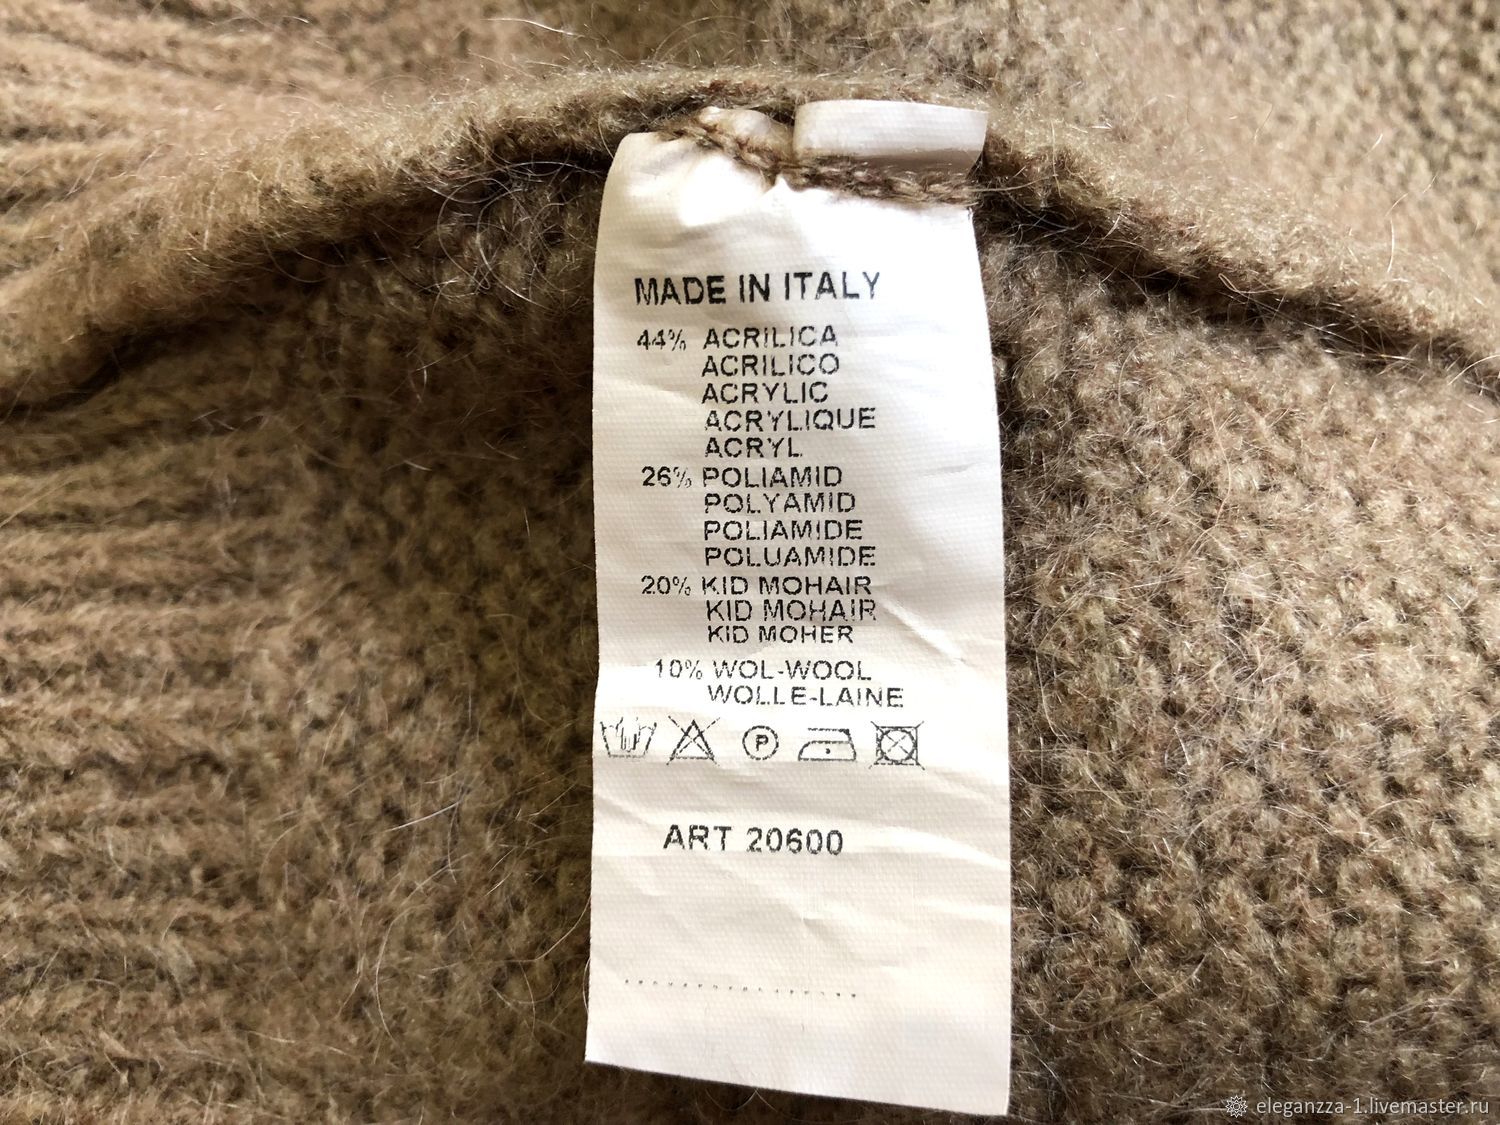 MADE IN ITALY
44% ACRILICA
ACRILICO
ACRYLIC
ACRYLIQUE
ACRYL
26% POLIAMID
POLYAMID
POLIAMIDE
POLUAMIDE
20% KID MOHAIR
KID MOHAIR
KID MOHER
10% WOL-WOOL
WOLLE-LAINE
P
ART 20600
eleganzza-1.livemaster.ru